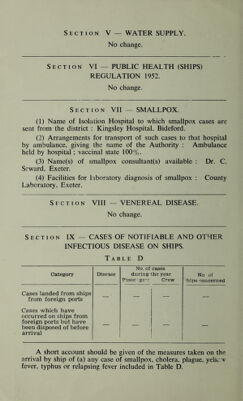 SECTION V — WATER SUPPLY.
No change.
SECTION VI — PUBLIC HEALTH (SHIPS)
REGULATION 1952.
No change.
SECTION VII — SMALLPOX.
(1) Name of Isolation Hospital to which smallpox cases are
sent from the district : Kingsley Hospital, Bideford.
(2) Arrangements for transport of such cases to that hospital
by ambulance, giving the name of the Authority : Ambulance
held by hospital ; vaccinal state 100%.
(3) Name(s) of smallpox consultant(s) available : Dr. C.
Seward, Exeter.
(4) Facilities for laboratory diagnosis of smallpox : County
Laboratory, Exeter.
SECTION VIII — VENEREAL DISEASE.
No change.
SECTION IX — CASES OF NOTIFIABLE AND OTHER
INFECTIOUS DISEASE ON SHIPS.
TABLE D
Category Disease No. of cases during the year No. of
Passengers Crew ships concerned
Cases landed from ships
from foreign ports — — — —
Cases which have
occurred on ships from
foreign ports but have
been disposed of before
arrival — — — —
A short account should be given of the measures taken on the
arrival by ship of (a) any case of smallpox, cholera, plague, yellow
fever, typhus or relapsing fever included in Table D.